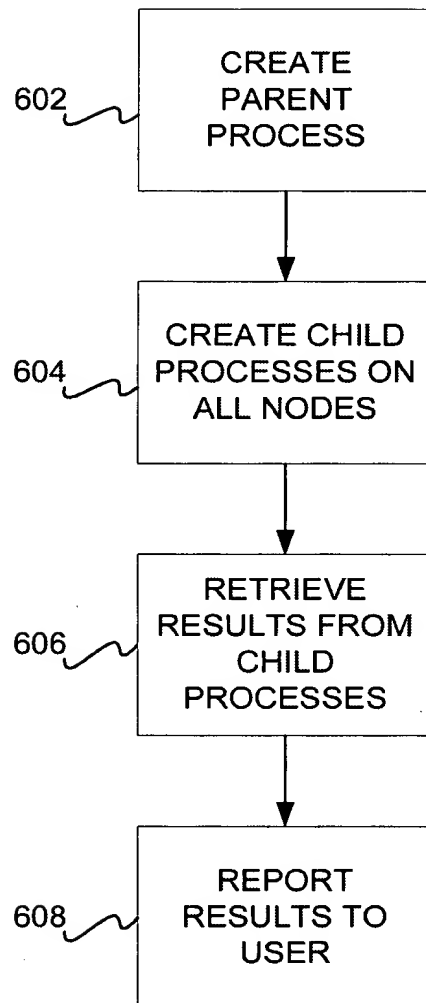 602
CREATE
PARENT
PROCESS
604
CREATE CHILD
PROCESSES ON
ALL NODES
606
RETRIEVE
RESULTS FROM
CHILD
PROCESSES
608
REPORT
RESULTS TO
USER